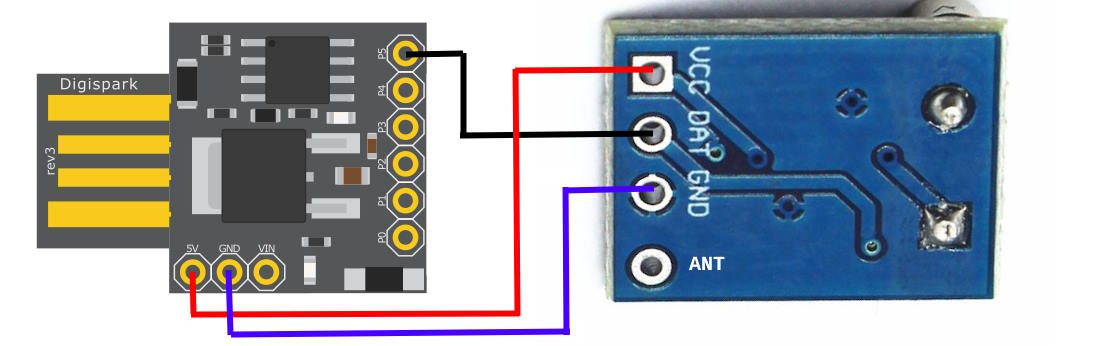 Digispark
rev3
P5
P4
P3
P2
P1
P0
5V GND VIN
VCC DAT GND
ANT